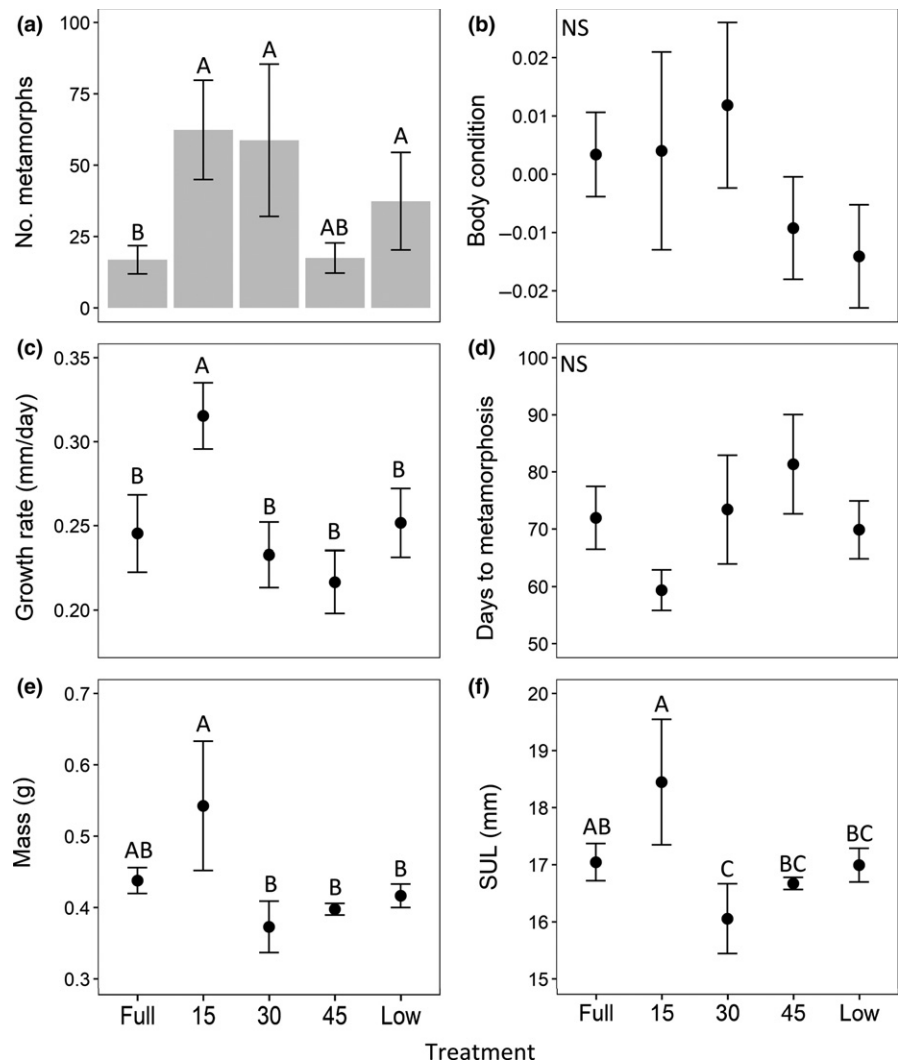 (a)
No. metamorphs
100
75
50
25
0
B
A
A
AB
A
(b)
NS
Body condition
0.02
0.01
0.00
–0.01
–0.02
(c)
Growth rate (mm/day)
0.35
0.30
0.25
0.20
B
A
B
B
B
(d)
NS
Days to metamorphosis
100
90
80
70
60
50
(e)
Mass (g)
0.7
0.6
0.5
0.4
0.3
AB
A
B
B
B
Full 15 30 45 Low
(f)
SUL (mm)
20
19
18
17
16
15
AB
A
C
BC
BC
Full 15 30 45 Low
Treatment